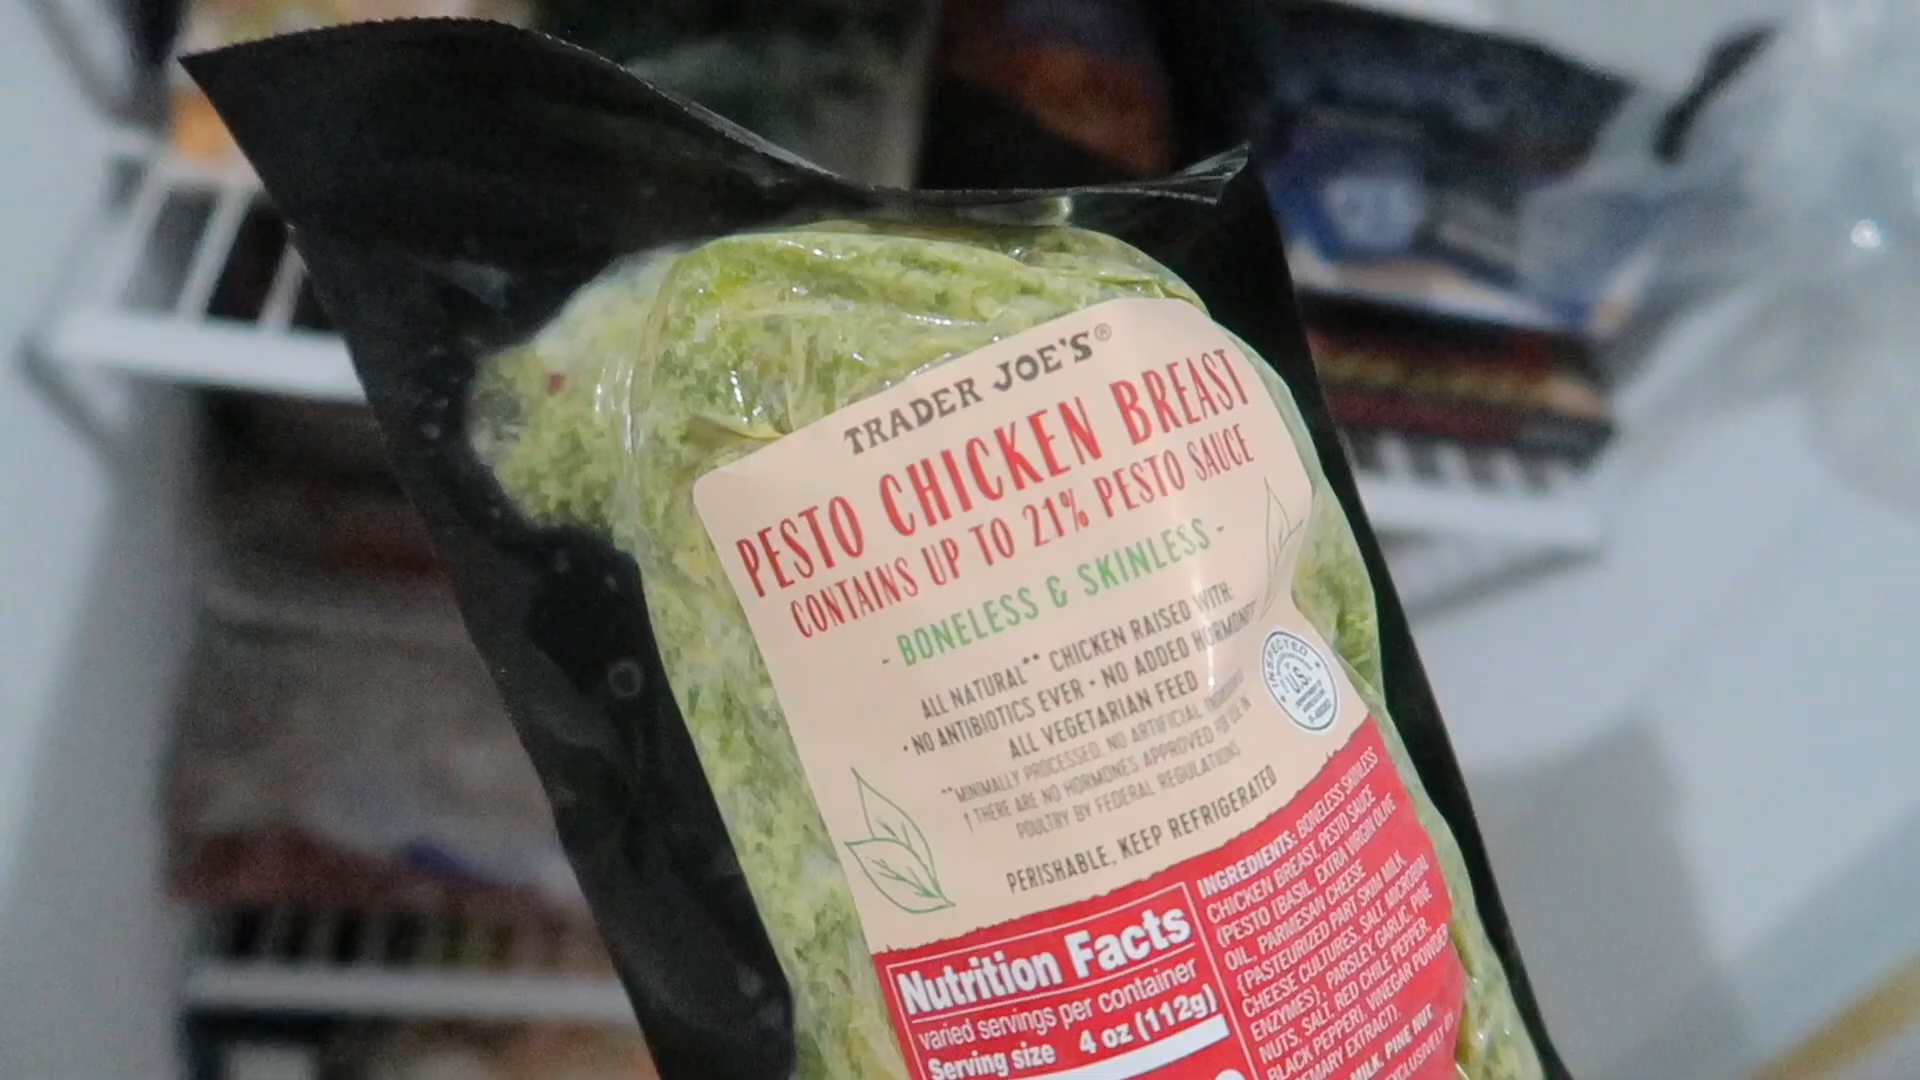 TRADER JOE'S®
PESTO CHICKEN BREAST
CONTAINS UP TO 21% PESTO SAUCE
- BONELESS & SKINLESS -
ALL NATURAL** CHICKEN RAISED WITH:
• NO ANTIBIOTICS EVER • NO ADDED HORMONES†
ALL VEGETARIAN FEED
**MINIMALLY PROCESSED, NO ARTIFICIAL INGREDIENTS
† THERE ARE NO HORMONES APPROVED FOR USE IN
POULTRY BY FEDERAL REGULATIONS
INSPECTED
U.S.
PERISHABLE, KEEP REFRIGERATED
Nutrition Facts
varied servings per container
Serving size 4 oz (112g)
INGREDIENTS: BONELESS SKINLESS
CHICKEN BREAST, PESTO SAUCE
(PESTO (BASIL, EXTRA VIRGIN OLIVE
OIL, PARMESAN CHEESE
{PASTEURIZED PART SKIM MILK,
CHEESE CULTURES, SALT, MICROBIAL
ENZYMES}, PARSLEY, GARLIC, PINE
NUTS, SALT, RED CHILE PEPPER,
BLACK PEPPER), VINEGAR POWDER
EXTRACT).
MILK, PINE NUT